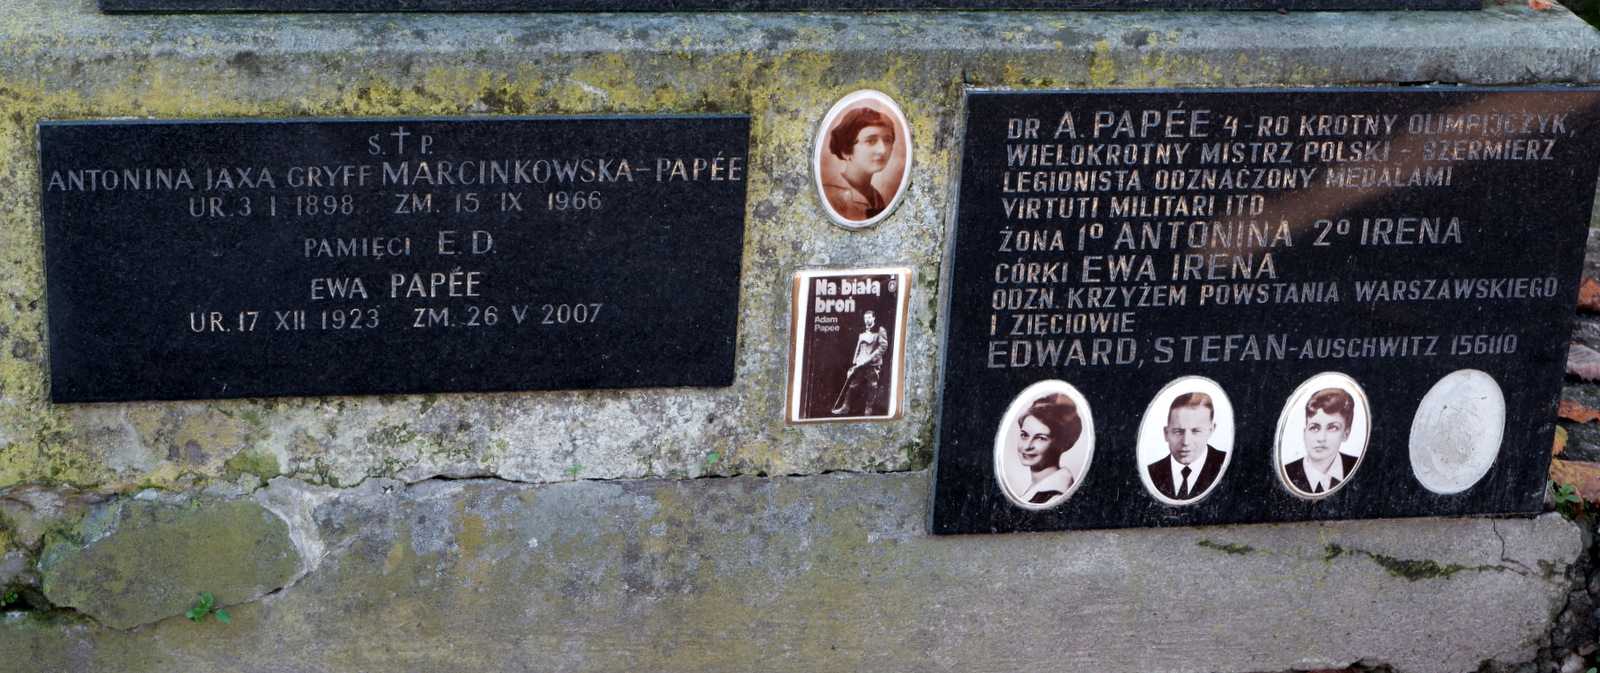 Ś. † P.
ANTONINA JAXA GRYFF MARCINKOWSKA-PAPÉE
UR. 3 I 1898 ZM. 15 IX 1966
PAMIĘCI E. D.
EWA PAPÉE
UR. 17 XII 1923 ZM. 26 V 2007
Na białą
broń
Adam
Papée
DR A. PAPÉE 4-RO KROTNY OLIMPIJCZYK,
WIELOKROTNY MISTRZ POLSKI - SZERMIERZ
LEGIONISTA ODZNACZONY MEDALAMI
VIRTUTI MILITARI ITD
ŻONA 1º ANTONINA 2º IRENA
CÓRKI EWA IRENA
ODZN. KRZYŻEM POWSTANIA WARSZAWSKIEGO
I ZIĘCIOWIE
EDWARD, STEFAN-AUSCHWITZ 156110